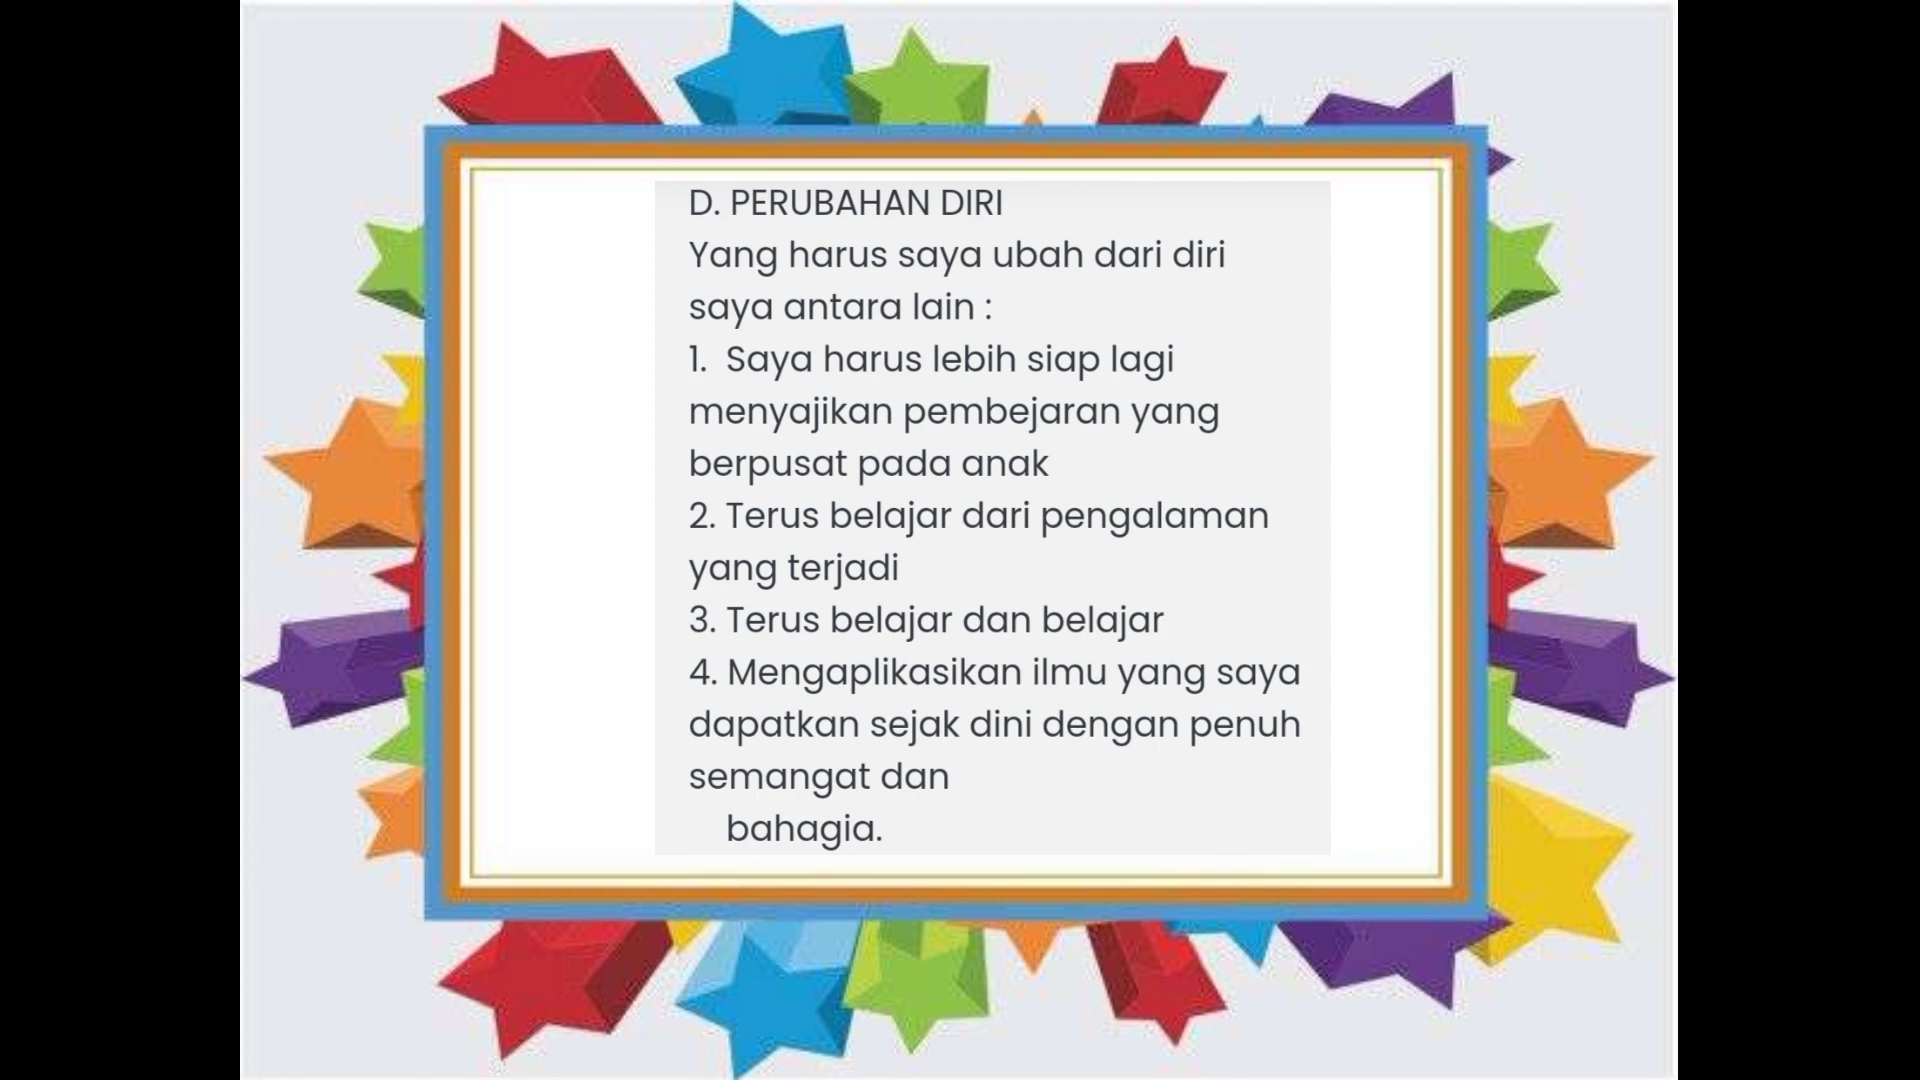 D. PERUBAHAN DIRI
Yang harus saya ubah dari diri
saya antara lain :
1.  Saya harus lebih siap lagi
menyajikan pembejaran yang
berpusat pada anak
2. Terus belajar dari pengalaman
yang terjadi
3. Terus belajar dan belajar
4. Mengaplikasikan ilmu yang saya
dapatkan sejak dini dengan penuh
semangat dan
bahagia.